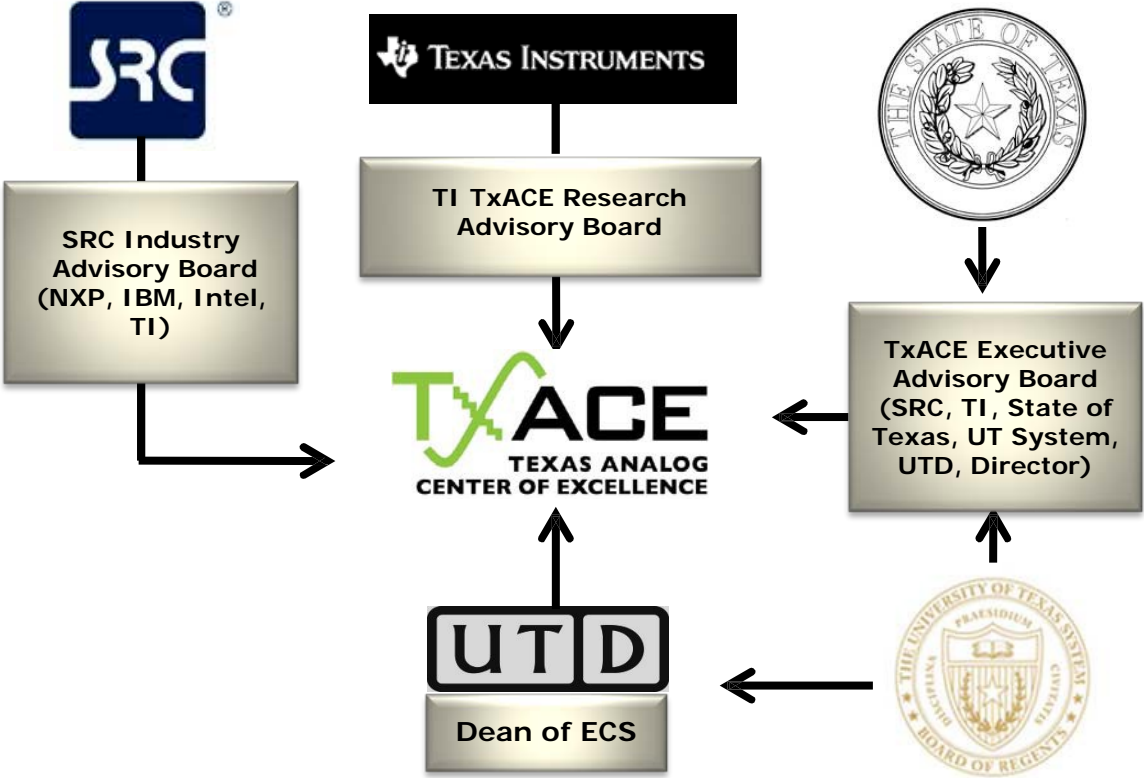 SRC®
TEXAS INSTRUMENTS
THE STATE OF TEXAS
SRC Industry
Advisory Board
(NXP, IBM, Intel,
TI)
TI TxACE Research
Advisory Board
TxACE Executive
Advisory Board
(SRC, TI, State of
Texas, UT System,
UTD, Director)
TxACE
TEXAS ANALOG
CENTER OF EXCELLENCE
UTD
Dean of ECS
THE UNIVERSITY OF TEXAS SYSTEM
PRAESIDIUM
DISCIPLINA
CIVITATIS
BOARD OF REGENTS